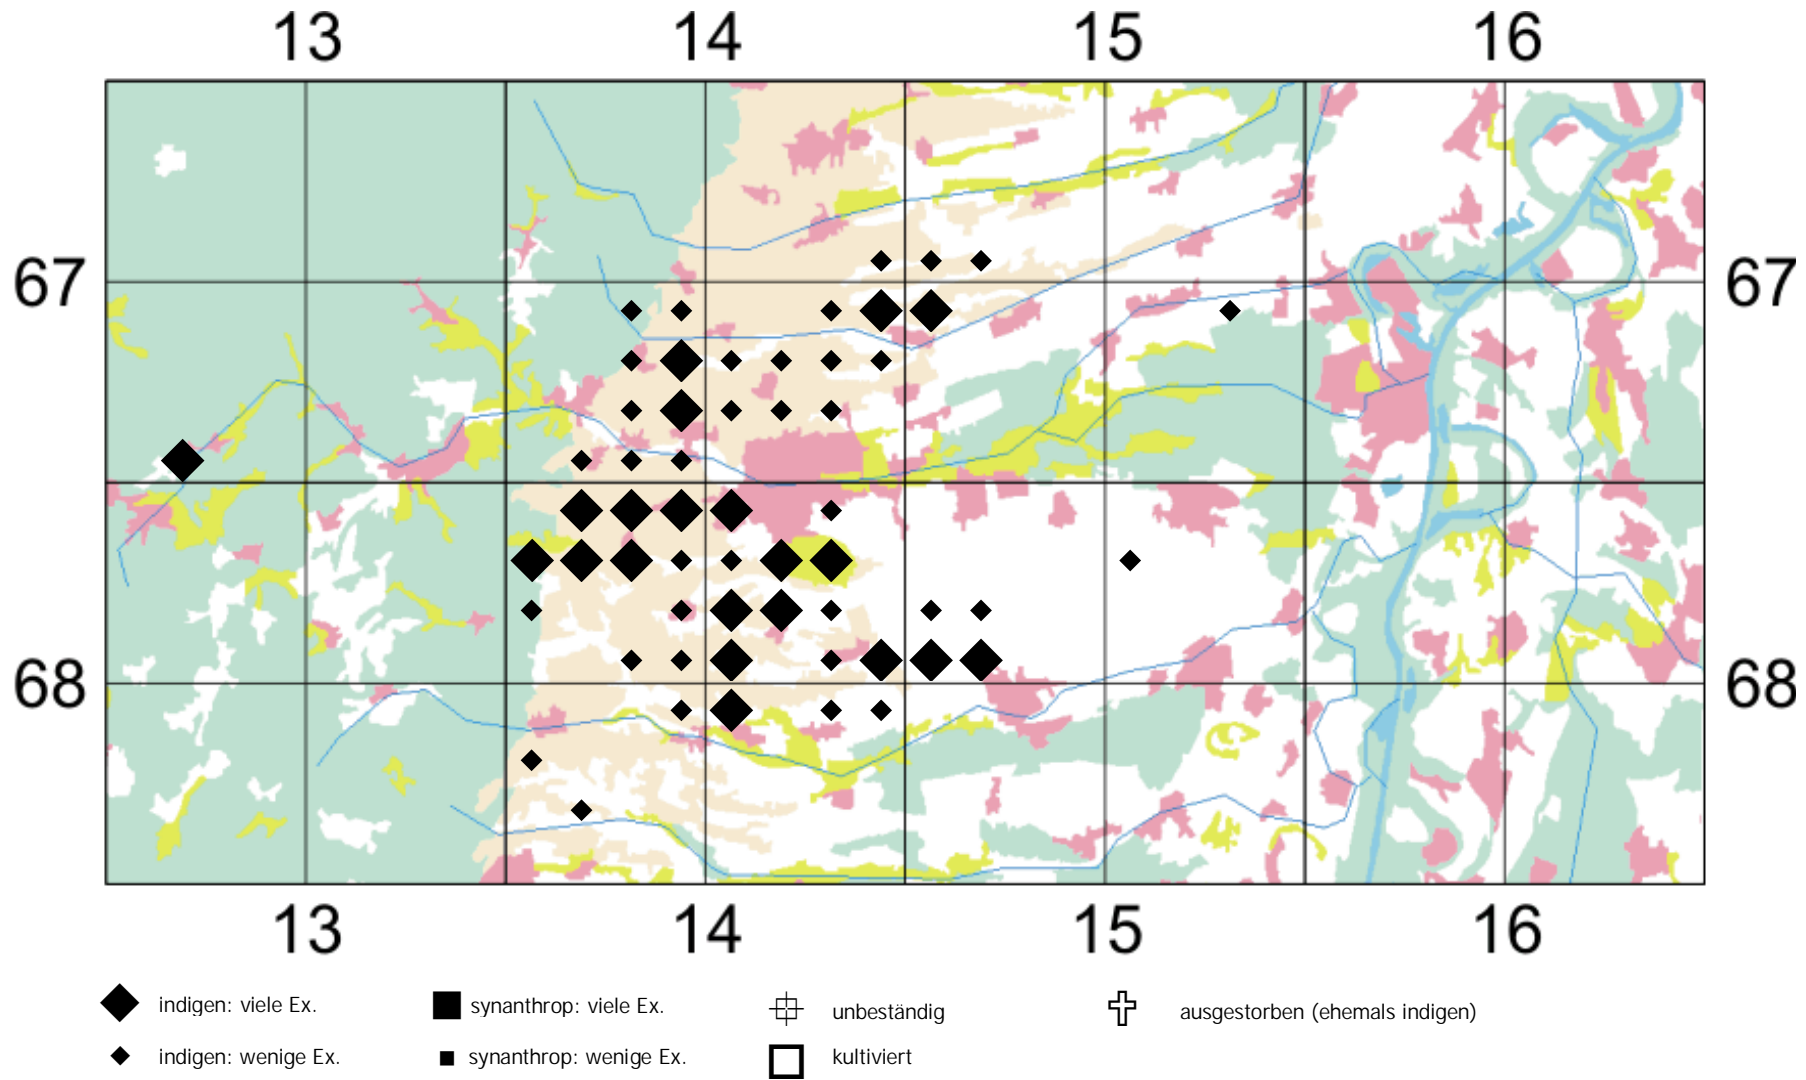 13 14 15 16
67 67
68 68
13 14 15 16
indigen: viele Ex. synanthrop: viele Ex. unbeständig ausgestorben (ehemals indigen)
indigen: wenige Ex. synanthrop: wenige Ex. kultiviert